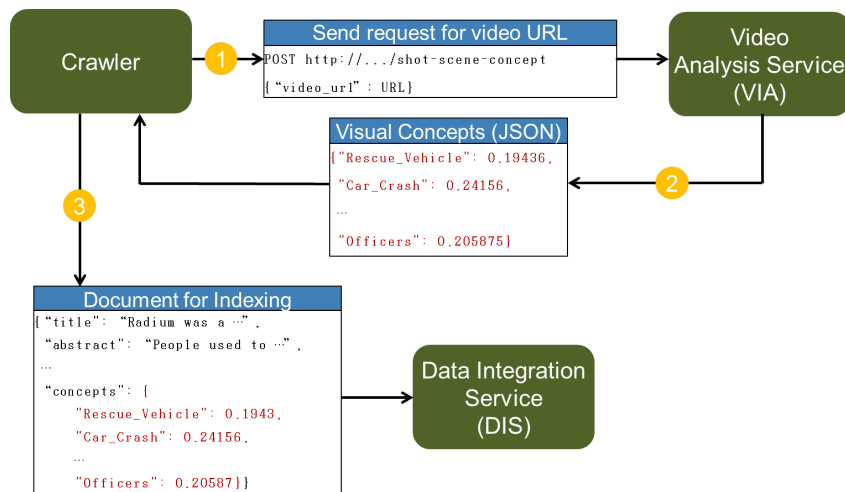 Crawler
1
Send request for video URL
POST http://.../shot-scene-concept
{“video_url”: URL}
Video
Analysis Service
(VIA)
Visual Concepts (JSON)
{"Rescue_Vehicle": 0.19436,
"Car_Crash": 0.24156,
…
"Officers": 0.205875}
2
3
Document for Indexing
{“title": “Radium was a …”,
“abstract": “People used to …”,
…
“concepts": {
"Rescue_Vehicle": 0.1943,
"Car_Crash": 0.24156,
…
"Officers": 0.20587}}
Data Integration
Service
(DIS)